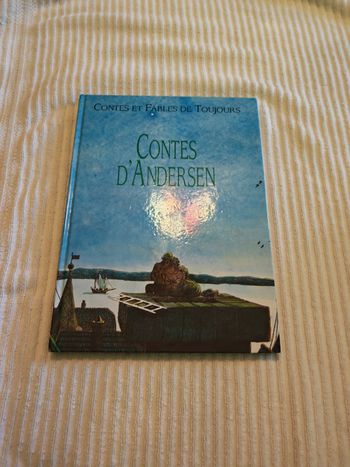 CONTES ET FABLES DE TOUJOURS
CONTES
D'ANDERSEN